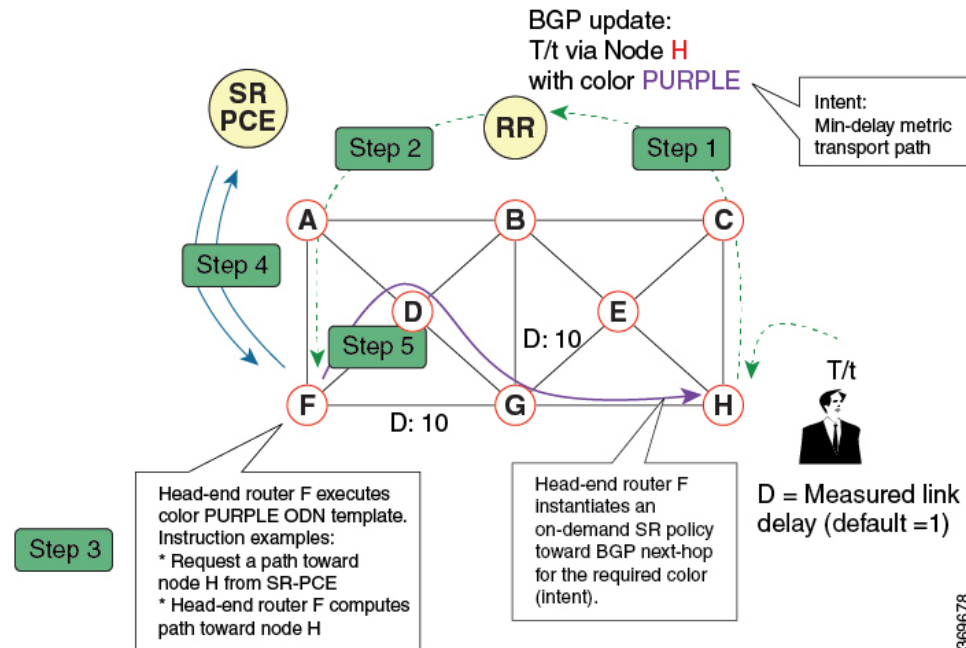 BGP update:
T/t via Node H
with color PURPLE
Intent:
Min-delay metric
transport path
SR
PCE
RR
Step 2
Step 1
A
B
C
Step 4
D
E
Step 5
D: 10
T/t
F
G
H
D: 10
D = Measured link
delay (default =1)
Step 3
Head-end router F executes
color PURPLE ODN template.
Instruction examples:
* Request a path toward
node H from SR-PCE
* Head-end router F computes
path toward node H
Head-end router F
instantiates an
on-demand SR policy
toward BGP next-hop
for the required color
(intent).
369678